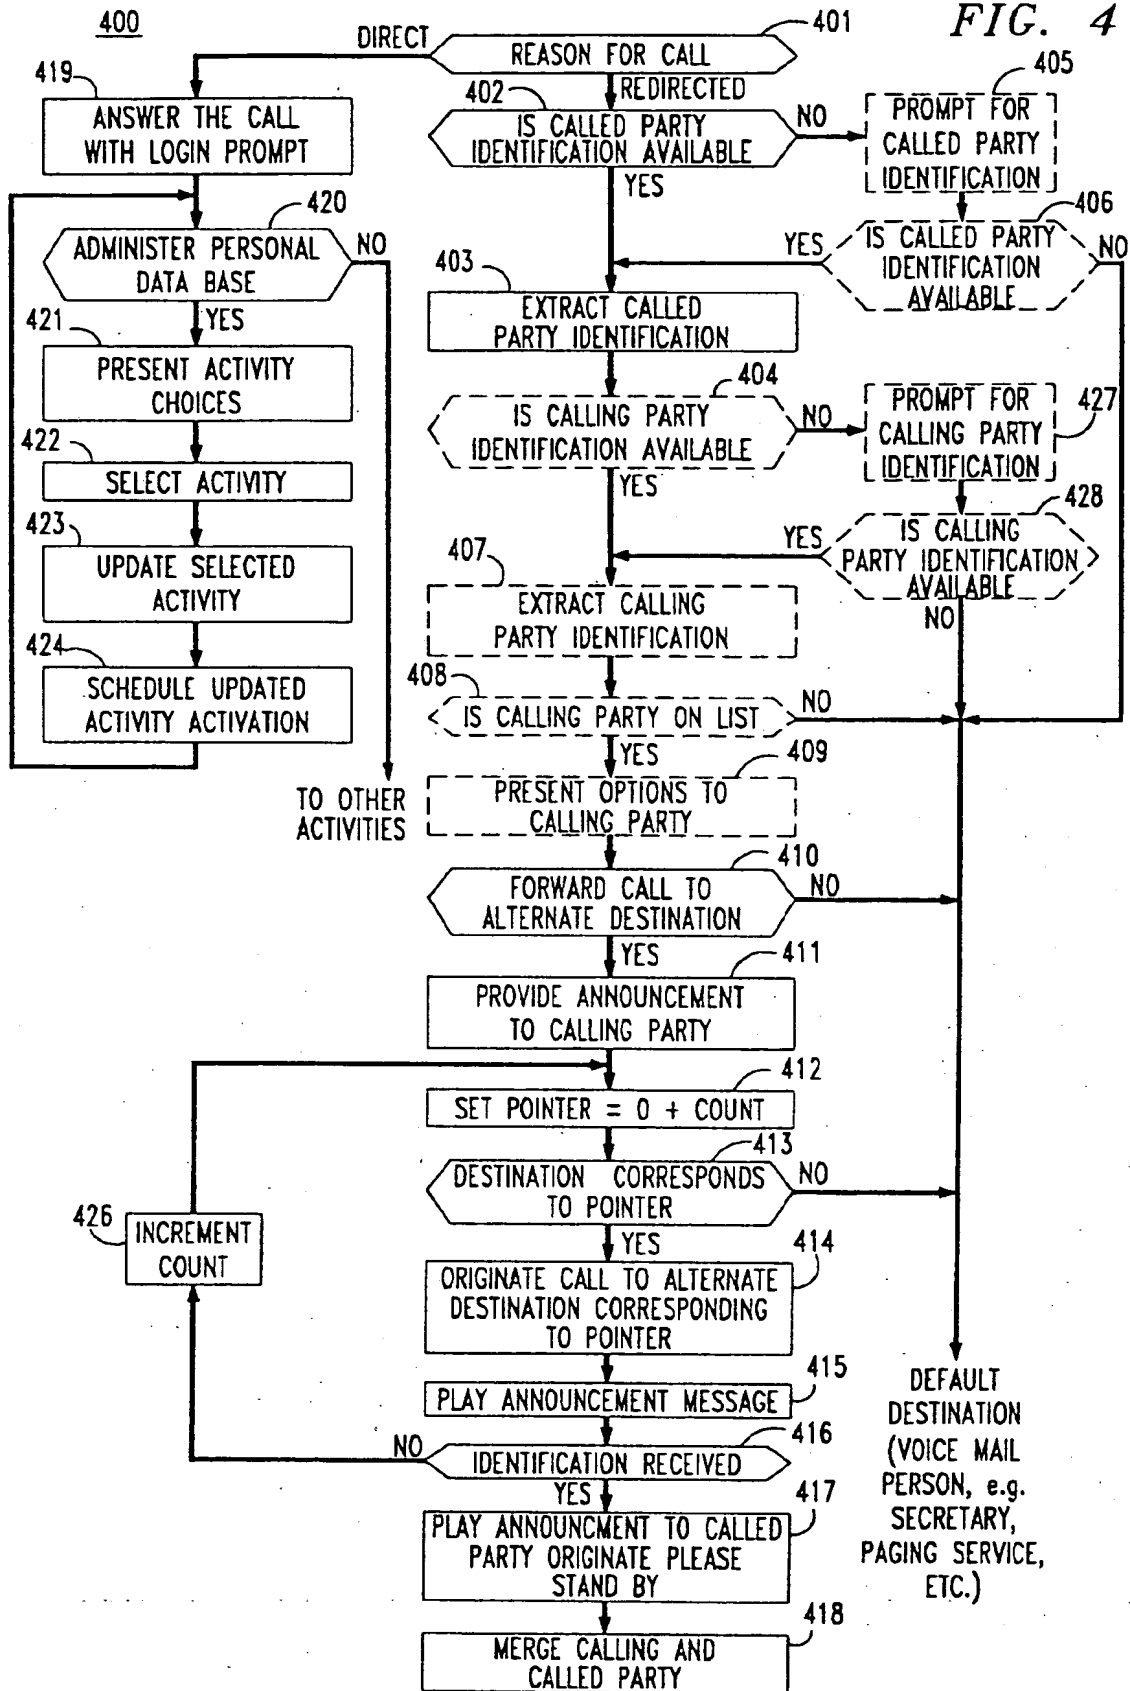 400
FIG. 4
DIRECT
REASON FOR CALL
401
REDIRECTED
419
ANSWER THE CALL
WITH LOGIN PROMPT
402
IS CALLED PARTY
IDENTIFICATION AVAILABLE
NO
YES
405
PROMPT FOR
CALLED PARTY
IDENTIFICATION
420
ADMINISTER PERSONAL
DATA BASE
NO
YES
406
IS CALLED PARTY
IDENTIFICATION
AVAILABLE
YES
NO
403
EXTRACT CALLED
PARTY IDENTIFICATION
421
PRESENT ACTIVITY
CHOICES
404
IS CALLING PARTY
IDENTIFICATION AVAILABLE
NO
YES
PROMPT FOR
CALLING PARTY
IDENTIFICATION
427
422
SELECT ACTIVITY
428
IS CALLING
PARTY IDENTIFICATION
AVAILABLE
YES
NO
423
UPDATE SELECTED
ACTIVITY
407
EXTRACT CALLING
PARTY IDENTIFICATION
424
SCHEDULE UPDATED
ACTIVITY ACTIVATION
408
IS CALLING PARTY ON LIST
NO
YES
TO OTHER
ACTIVITIES
409
PRESENT OPTIONS TO
CALLING PARTY
410
FORWARD CALL TO
ALTERNATE DESTINATION
NO
YES
411
PROVIDE ANNOUNCEMENT
TO CALLING PARTY
412
SET POINTER = 0 + COUNT
413
DESTINATION CORRESPONDS
TO POINTER
NO
YES
426
INCREMENT
COUNT
414
ORIGINATE CALL TO ALTERNATE
DESTINATION CORRESPONDING
TO POINTER
415
PLAY ANNOUNCEMENT MESSAGE
416
IDENTIFICATION RECEIVED
NO
YES
417
PLAY ANNOUNCMENT TO CALLED
PARTY ORIGINATE PLEASE
STAND BY
418
MERGE CALLING AND
CALLED PARTY
DEFAULT
DESTINATION
(VOICE MAIL
PERSON, e.g.
SECRETARY,
PAGING SERVICE,
ETC.)